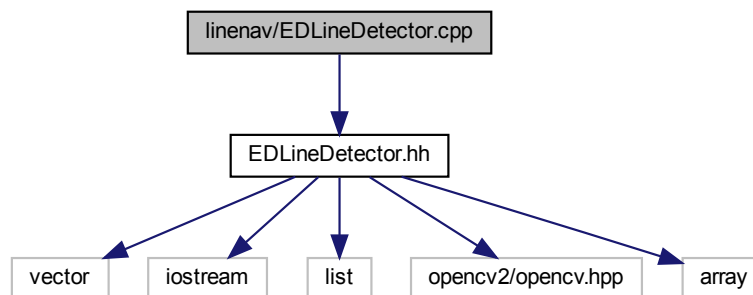 linenav/EDLineDetector.cpp
EDLineDetector.hh
vector
iostream
list
opencv2/opencv.hpp
array